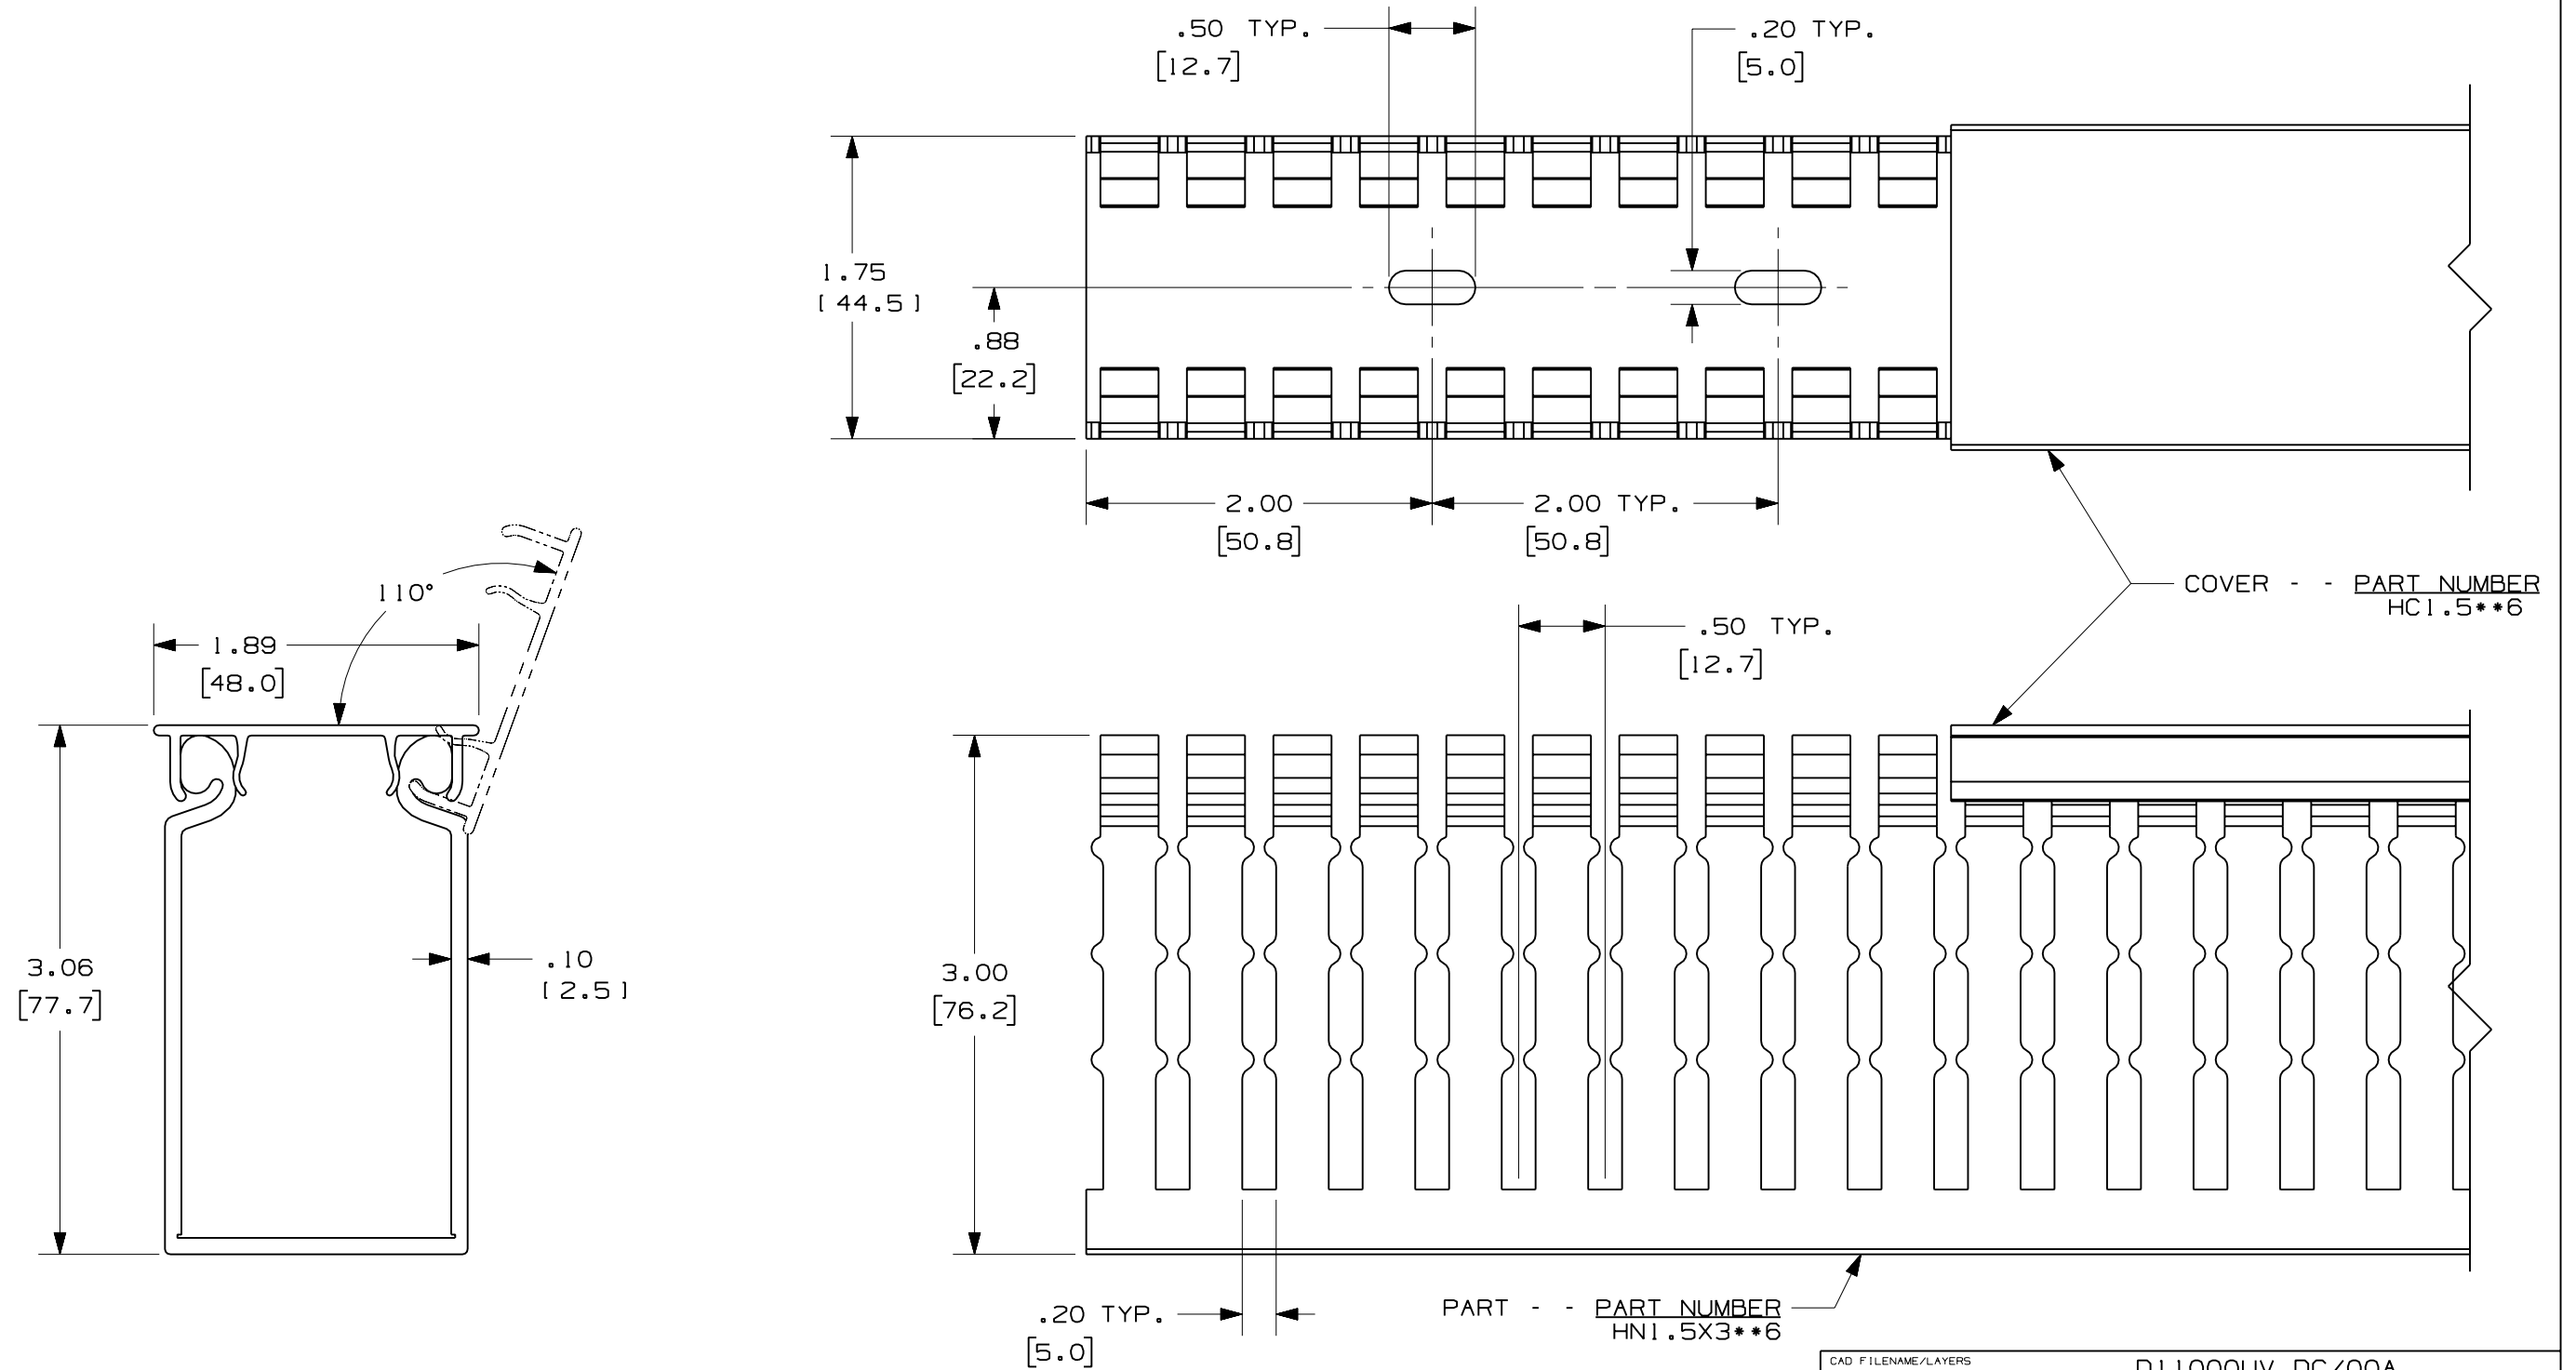 .50 TYP.
[12.7]
.20 TYP.
[5.0]
1.75
[ 44.5 ]
.88
[22.2]
2.00
[50.8]
2.00 TYP.
[50.8]
COVER - - PART NUMBER
HC1.5**6
110°
1.89
[48.0]
.50 TYP.
[12.7]
3.06
[77.7]
.10
[ 2.5 ]
3.00
[76.2]
.20 TYP.
[5.0]
PART - - PART NUMBER
HN1.5X3**6
CAD FILENAME/LAYERS